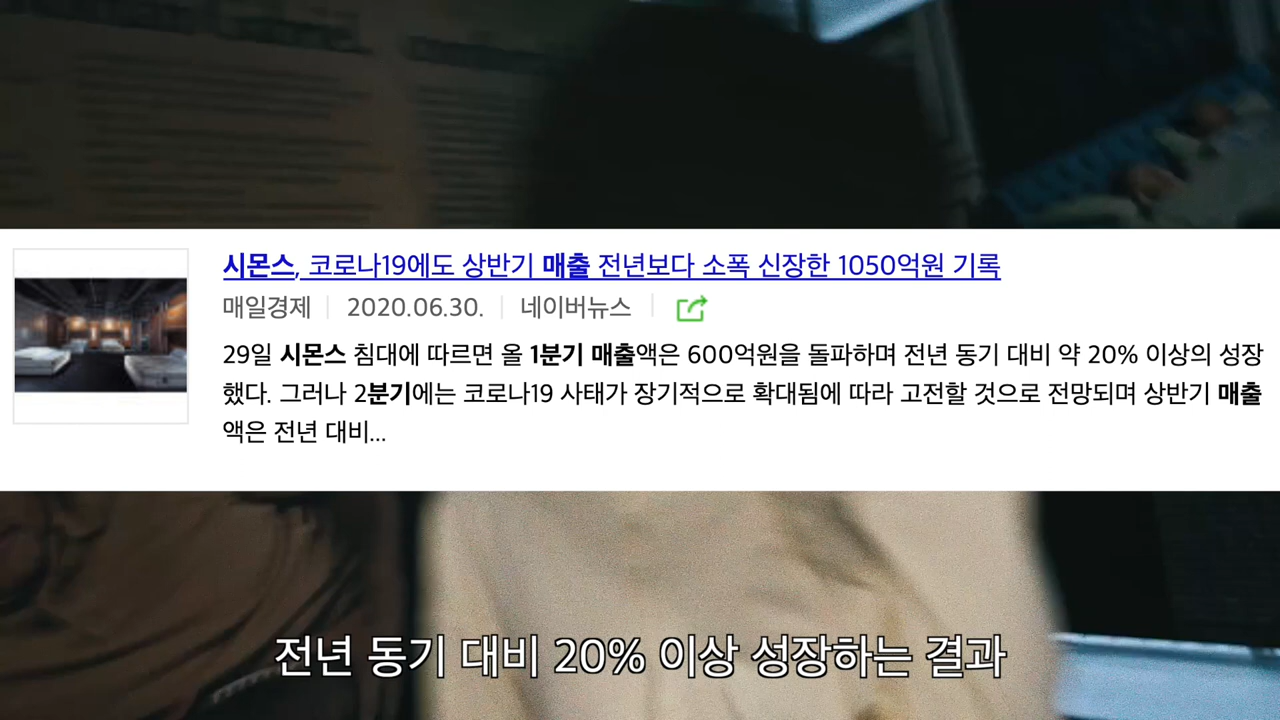 시몬스, 코로나19에도 상반기 매출 전년보다 소폭 신장한 1050억원 기록
매일경제 2020.06.30. 네이버뉴스
29일 시몬스 침대에 따르면 올 1분기 매출액은 600억원을 돌파하며 전년 동기 대비 약 20% 이상의 성장
했다. 그러나 2분기에는 코로나19 사태가 장기적으로 확대됨에 따라 고전할 것으로 전망되며 상반기 매출
액은 전년 대비...
전년 동기 대비 20% 이상 성장하는 결과